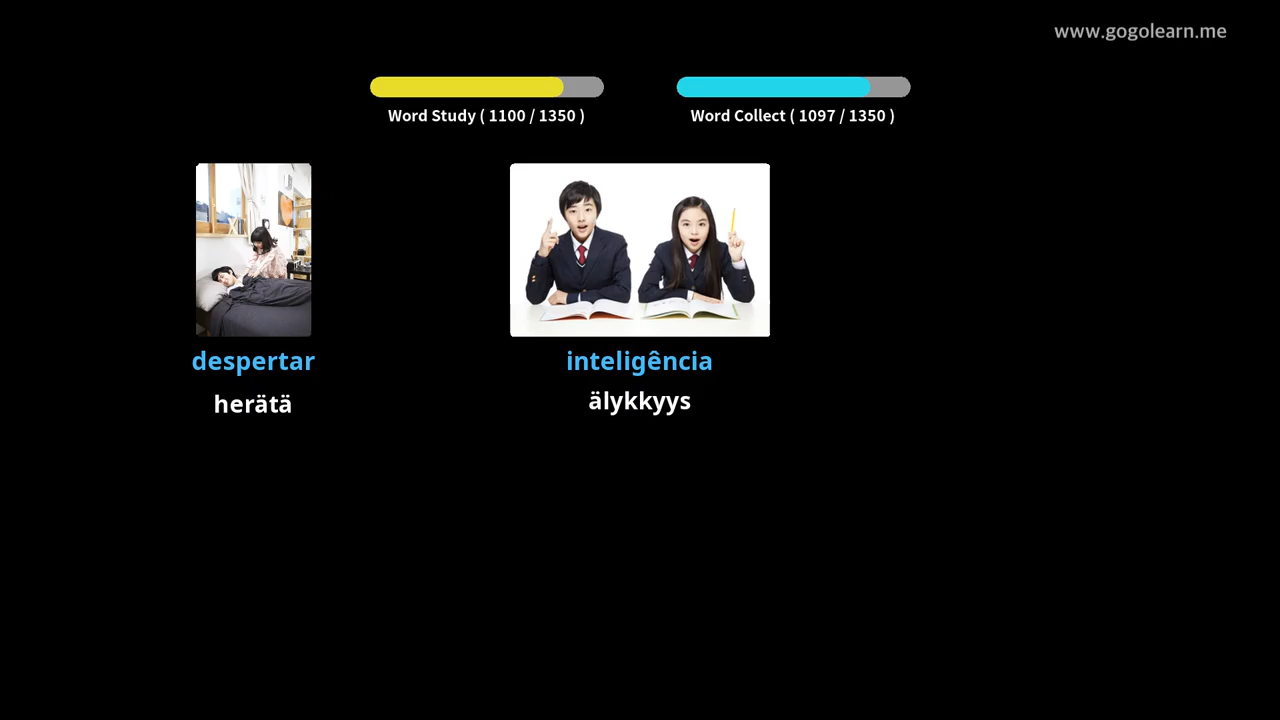 www.gogolearn.me
Word Study ( 1100 / 1350 )
Word Collect ( 1097 / 1350 )
despertar
herätä
inteligência
älykkyys